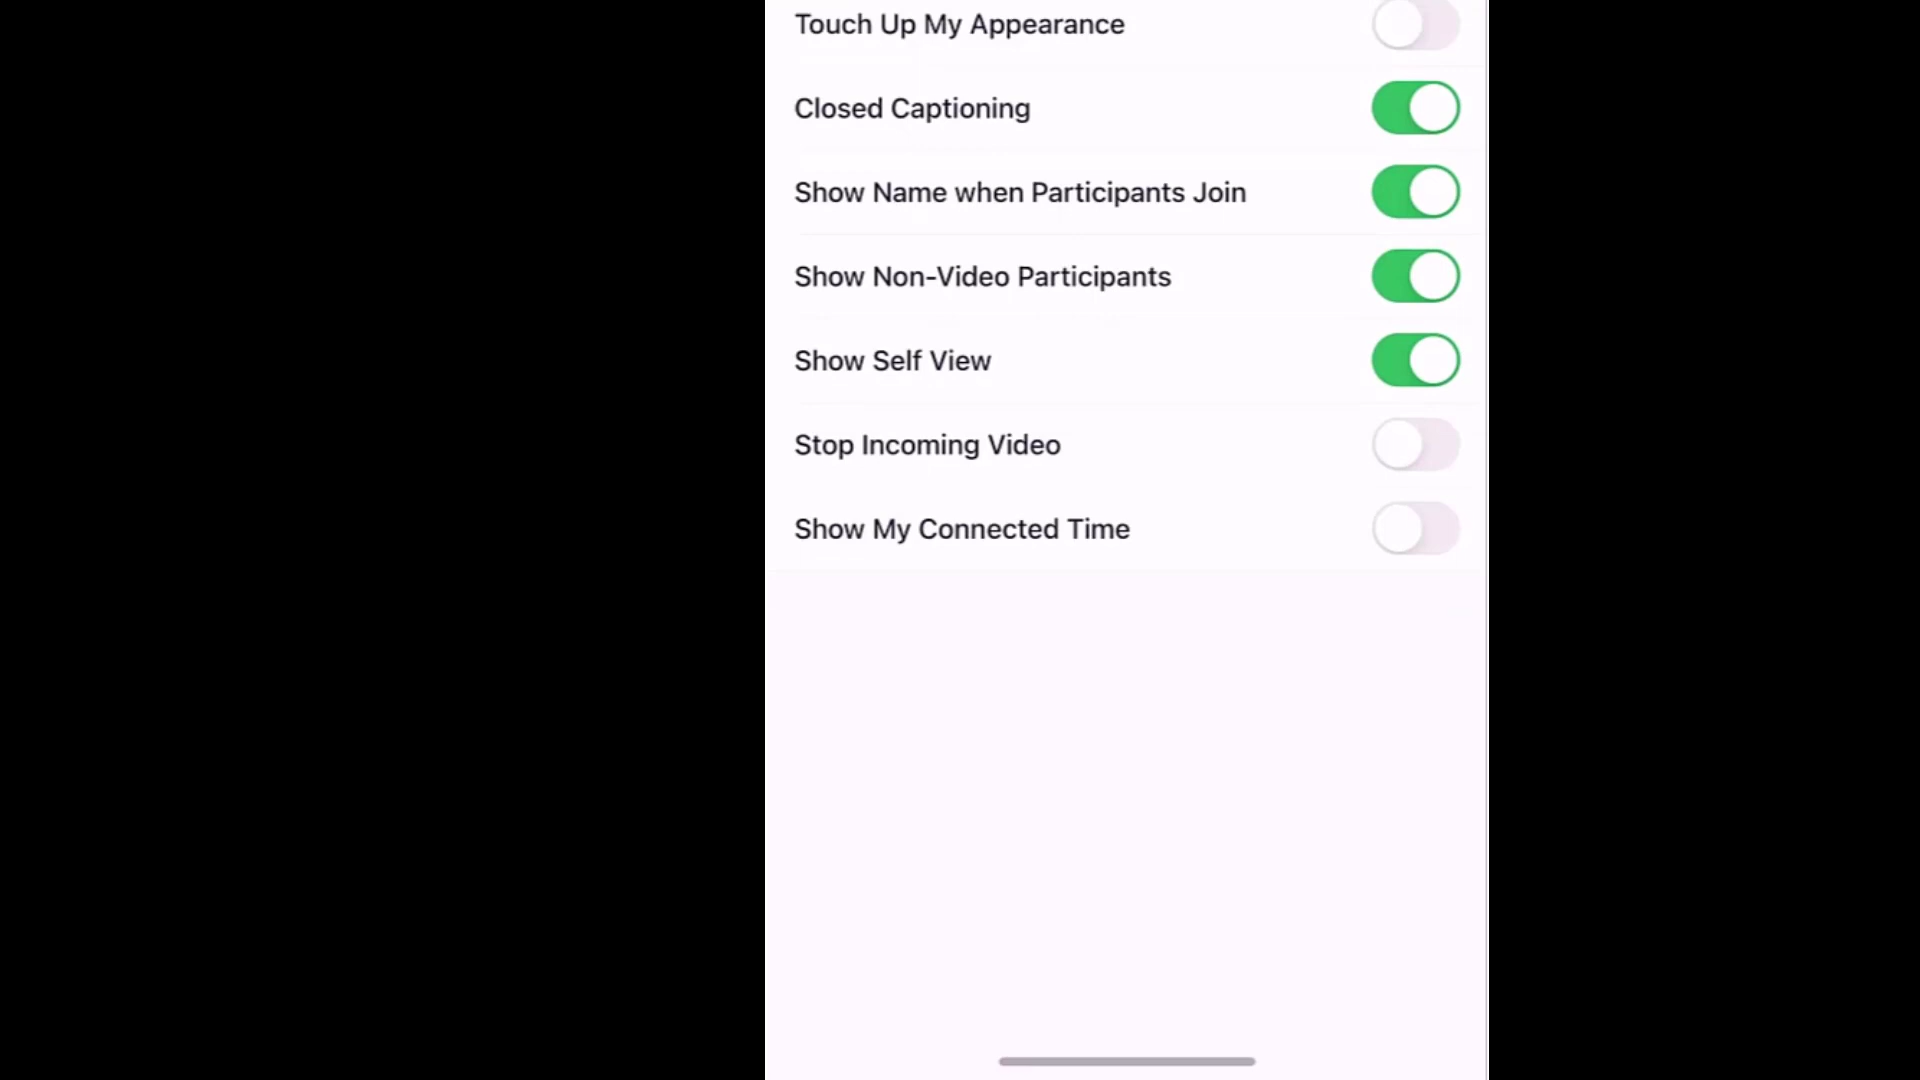 Touch Up My Appearance
Closed Captioning
Show Name when Participants Join
Show Non-Video Participants
Show Self View
Stop Incoming Video
Show My Connected Time